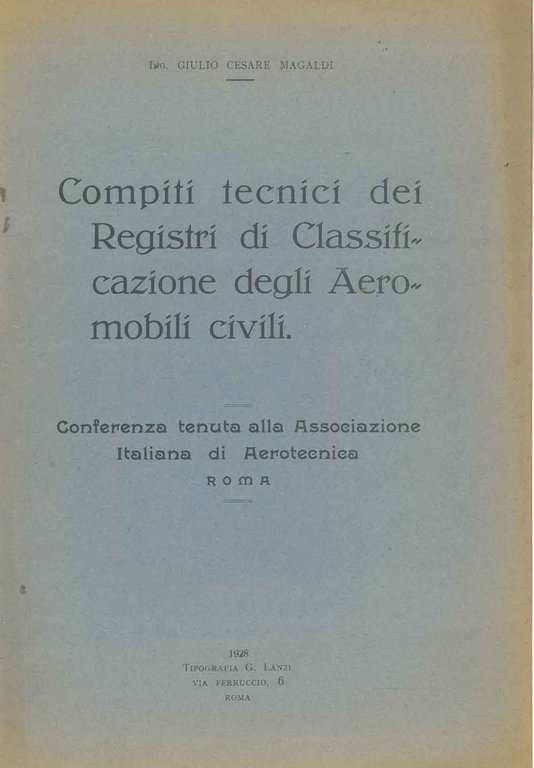 Ing. GIULIO CESARE MAGALDI
Compiti tecnici dei
Registri di Classifi-
cazione degli Aero-
mobili civili.
Conferenza tenuta alla Associazione
Italiana di Aerotecnica
ROMA
1928
Tipografia G. Lanzi
VIA FERRUCCIO, 6
ROMA